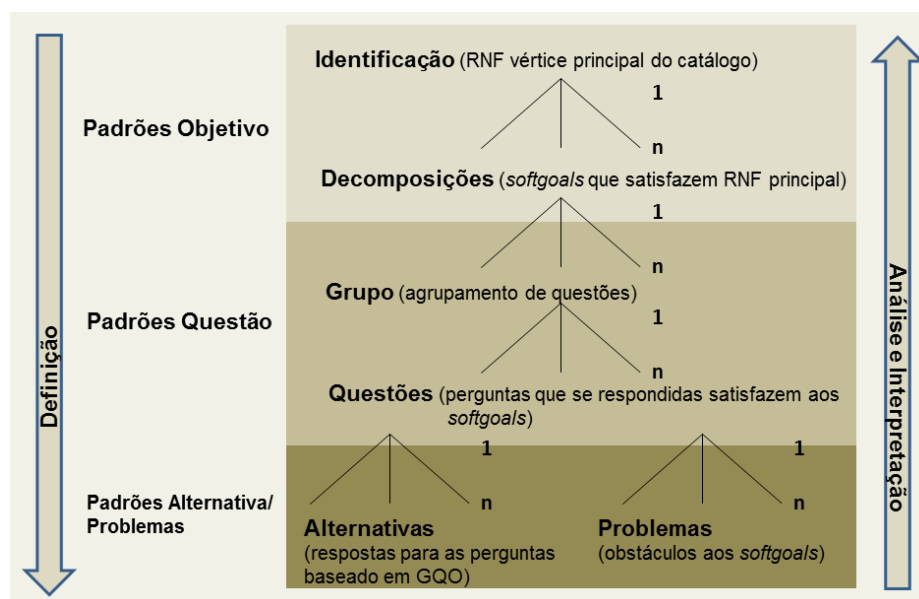 Identificação (RNF vértice principal do catálogo)
1
Padrões Objetivo
n
Decomposições (softgoals que satisfazem RNF principal)
1
n
Grupo (agrupamento de questões)
Padrões Questão
1
n
Questões (perguntas que se respondidas satisfazem aos
softgoals)
1
1
Padrões Alternativa/
Problemas
n
n
Alternativas
(respostas para as perguntas
baseado em GQO)
Problemas
(obstáculos aos softgoals)
Definição
Análise e Interpretação